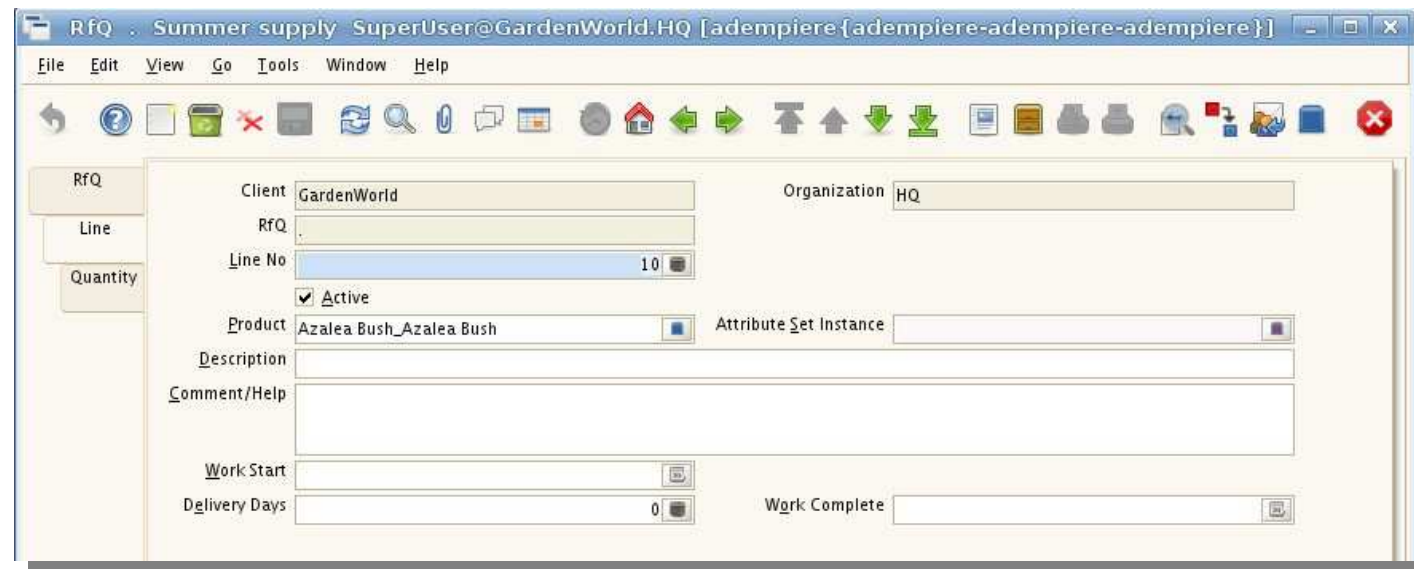 RfQ . Summer supply SuperUser@GardenWorld.HQ [adempiere{adempiere-adempiere-adempiere}]
File Edit View Go Tools Window Help
RfQ
Line
Quantity
Client GardenWorld Organization HQ
RfQ .
Line No 10
Active
Product Azalea Bush_Azalea Bush Attribute Set Instance
Description
Comment/Help
Work Start
Delivery Days 0 Work Complete